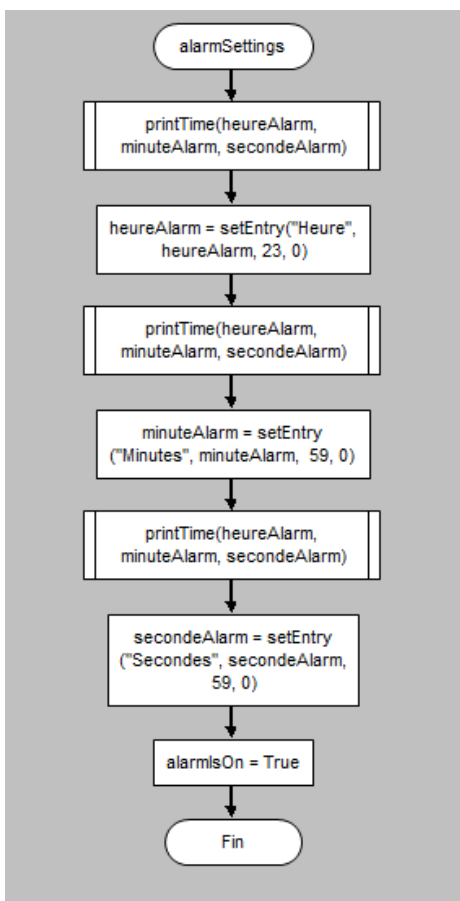 alarmSettings
printTime(heureAlarm,
minuteAlarm, secondeAlarm)
heureAlarm = setEntry("Heure",
heureAlarm, 23, 0)
printTime(heureAlarm,
minuteAlarm, secondeAlarm)
minuteAlarm = setEntry
("Minutes", minuteAlarm,  59, 0)
printTime(heureAlarm,
minuteAlarm, secondeAlarm)
secondeAlarm = setEntry
("Secondes", secondeAlarm,
59, 0)
alarmIsOn = True
Fin